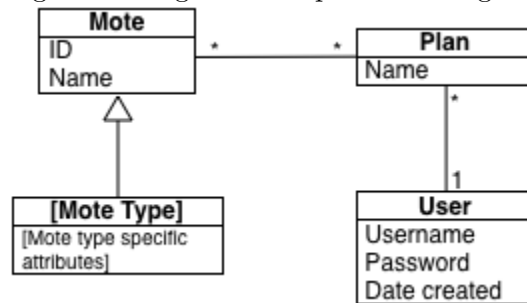 Mote
ID
Name
*
*
Plan
Name
*
1
[Mote Type]
[Mote type specific
attributes]
User
Username
Password
Date created